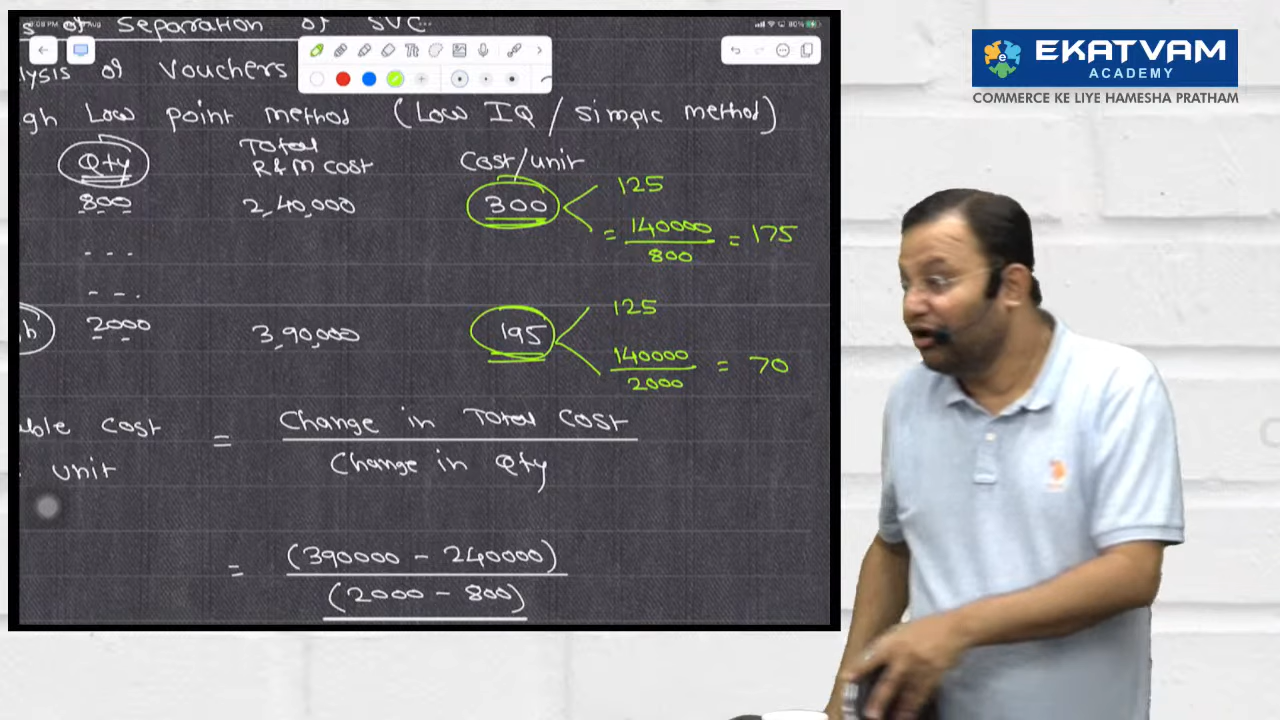 s of Separation of SVC
lysis of Vouchers
gh Low point method (Low IQ / simple method)
Qty Total R&M cost Cost/unit
800 2,40,000 300 125
= 140000 / 800 = 175
---
---
h 2000 3,90,000 195 125
140000 / 2000 = 70
able cost = Change in Total cost
unit Change in Qty
= (390000 - 240000)
(2000 - 800)
EKATVAM
ACADEMY
COMMERCE KE LIYE HAMESHA PRATHAM